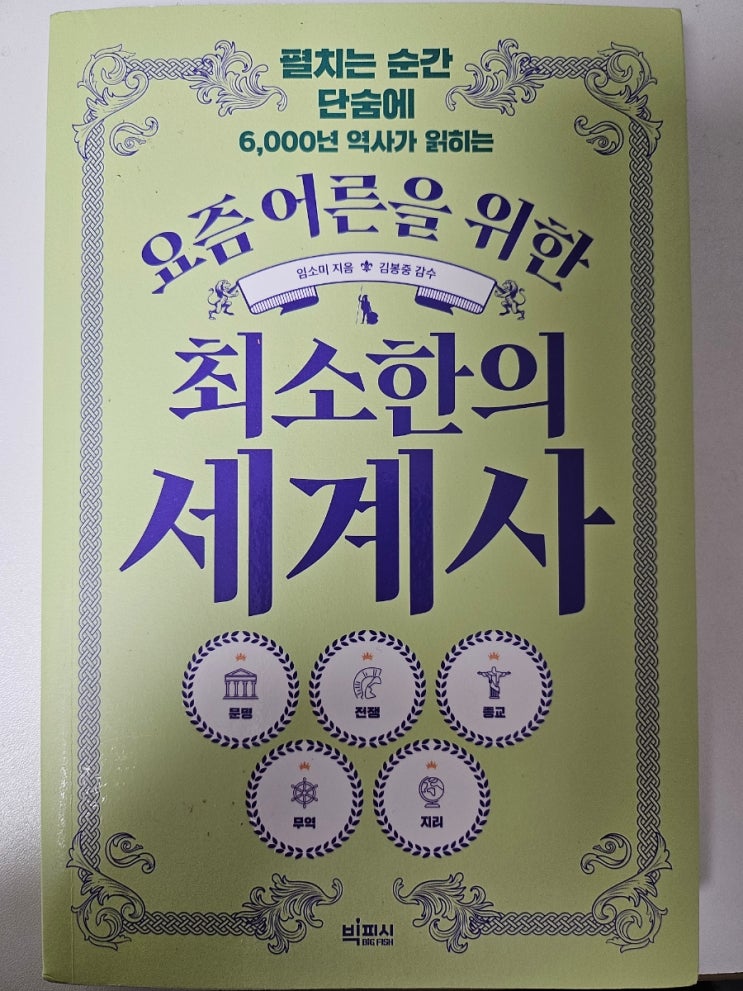 펼치는 순간
단숨에
6,000년 역사가 읽히는
요즘 어른을 위한
임소미 지음 김봉중 감수
최소한의
세계사
문명 전쟁 종교
무역 지리
빅피시
BIG FISH